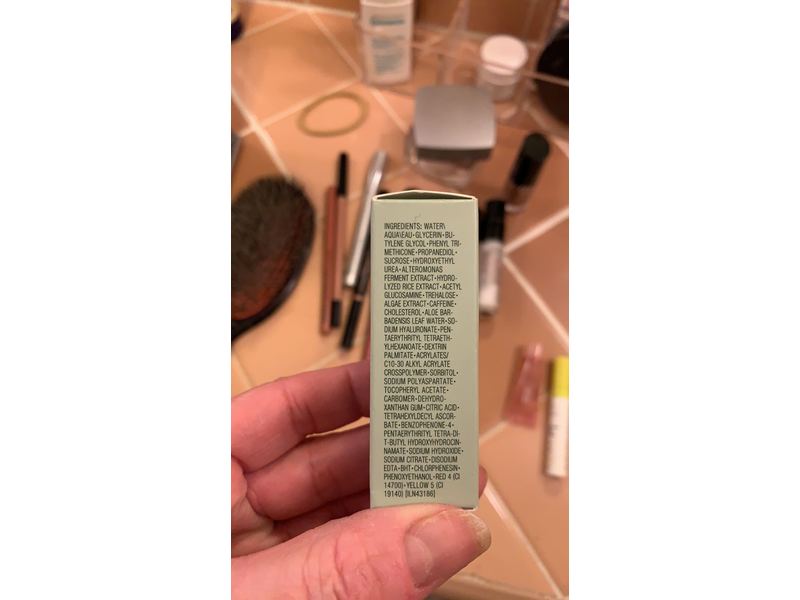 INGREDIENTS: WATER\
AQUA\EAU•GLYCERIN•BU-
TYLENE GLYCOL•PHENYL TRI-
METHICONE•PROPANEDIOL•
SUCROSE•HYDROXYETHYL
UREA•ALTEROMONAS
FERMENT EXTRACT•HYDRO-
LYZED RICE EXTRACT•ACETYL
GLUCOSAMINE•TREHALOSE•
ALGAE EXTRACT•CAFFEINE•
CHOLESTEROL•ALOE BAR-
BADENSIS LEAF WATER•SO-
DIUM HYALURONATE•PEN-
TAERYTHRITYL TETRAETH-
YLHEXANOATE•DEXTRIN
PALMITATE•ACRYLATES/
C10-30 ALKYL ACRYLATE
CROSSPOLYMER•SORBITOL•
SODIUM POLYASPARTATE•
TOCOPHERYL ACETATE•
CARBOMER•DEHYDRO-
XANTHAN GUM•CITRIC ACID•
TETRAHEXYLDECYL ASCOR-
BATE•BENZOPHENONE-4•
PENTAERYTHRITYL TETRA-DI-
T-BUTYL HYDROXYHYDROCIN-
NAMATE•SODIUM HYDROXIDE•
SODIUM CITRATE•DISODIUM
EDTA•BHT•CHLORPHENESIN•
PHENOXYETHANOL•RED 4 (CI
14700)•YELLOW 5 (CI
19140) [ILN43186]